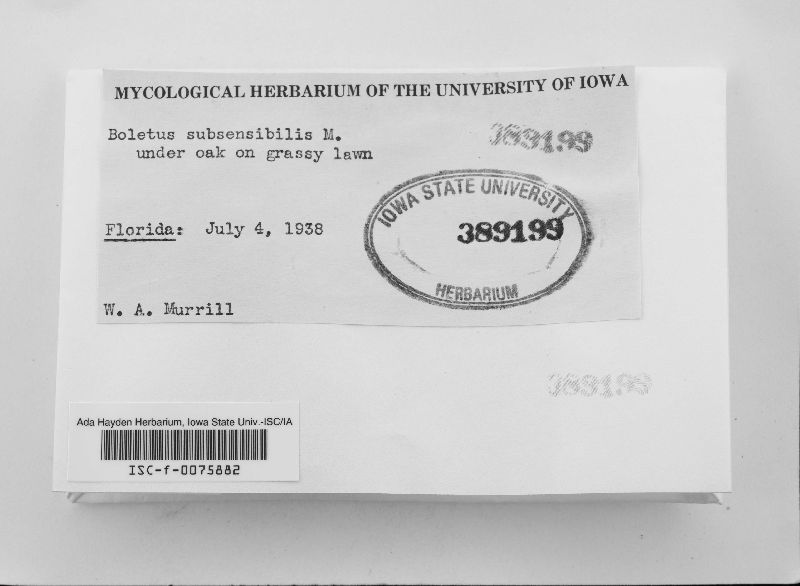 MYCOLOGICAL HERBARIUM OF THE UNIVERSITY OF IOWA
Boletus subsensibilis M.
under oak on grassy lawn
389199
Florida: July 4, 1938
IOWA STATE UNIVERSITY
389199
HERBARIUM
W. A. Murrill
389198
Ada Hayden Herbarium, Iowa State Univ.-ISC/IA
ISC-f-0075882